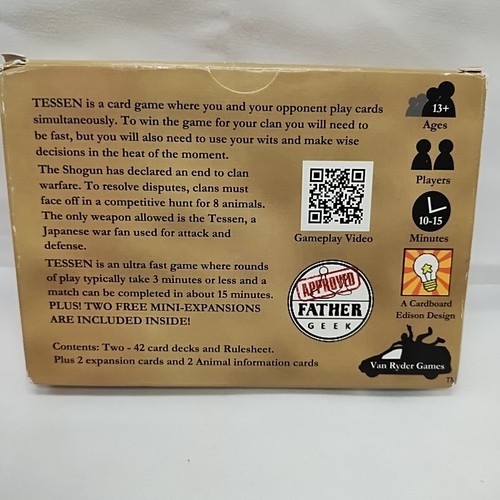 TESSEN is a card game where you and your opponent play cards
simultaneously. To win the game for your clan you will need to
be fast, but you will also need to use your wits and make wise
decisions in the heat of the moment.
The Shogun has declared an end to clan
warfare. To resolve disputes, clans must
face off in a competitive hunt for 8 animals.
The only weapon allowed is the Tessen, a
Japanese war fan used for attack and
defense.
TESSEN is an ultra fast game where rounds
of play typically take 3 minutes or less and a
match can be completed in about 15 minutes.
PLUS! TWO FREE MINI-EXPANSIONS
ARE INCLUDED INSIDE!
Contents: Two - 42 card decks and Rulesheet.
Plus 2 expansion cards and 2 Animal information cards
Gameplay Video
APPROVED
FATHER
GEEK
13+
Ages
Players
10-15
Minutes
A Cardboard
Edison Design
Van Ryder Games
TM